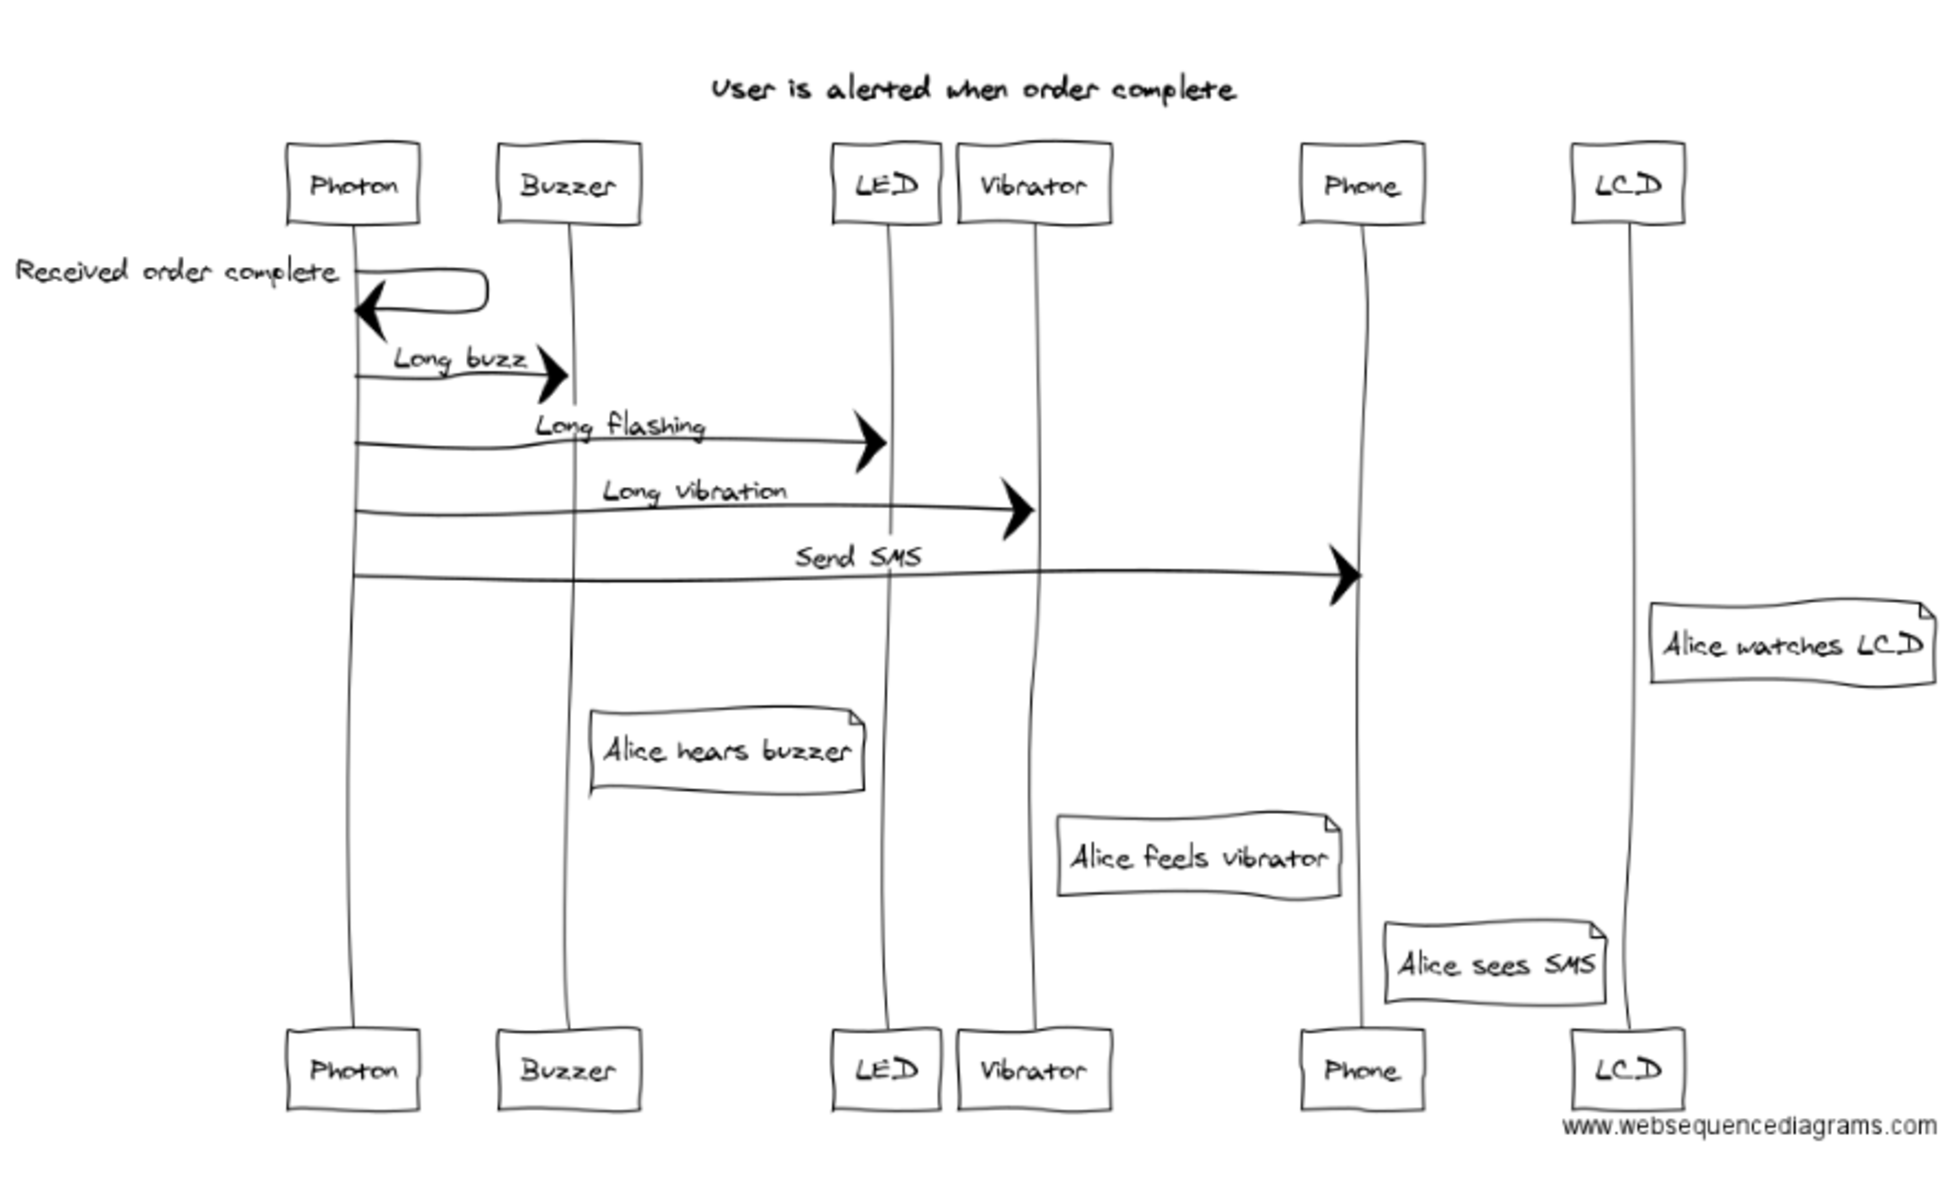 User is alerted when order complete
Photon
Buzzer
LED
Vibrator
Phone
LCD
Received order complete
Long buzz
Long flashing
Long vibration
Send SMS
Alice watches LCD
Alice hears buzzer
Alice feels vibrator
Alice sees SMS
Photon
Buzzer
LED
Vibrator
Phone
LCD
www.websequencediagrams.com